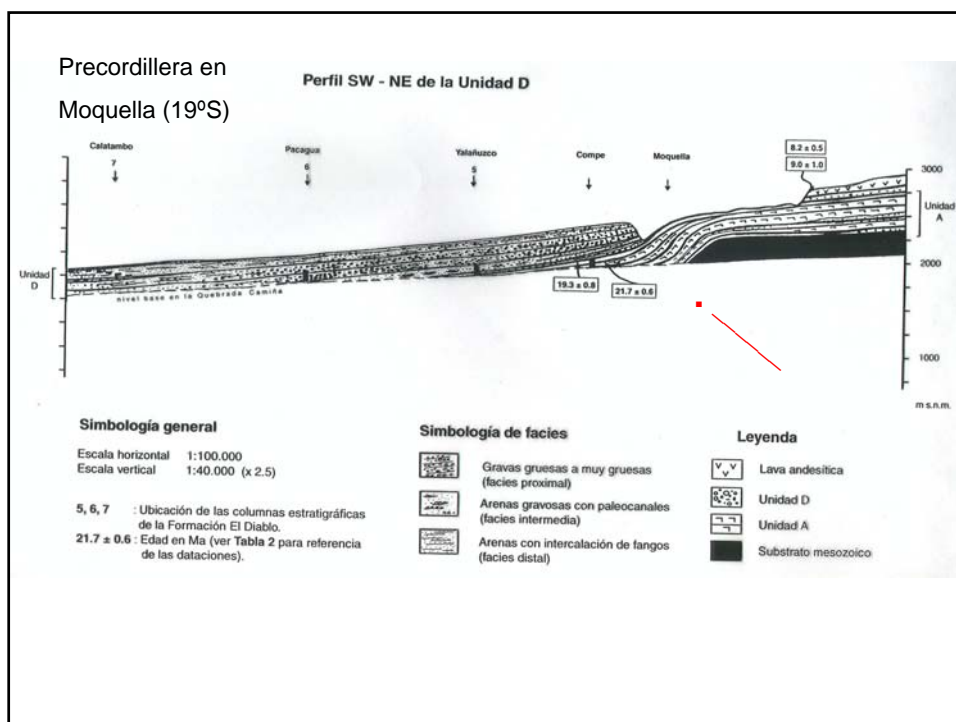 Precordillera en
Moquella (19ºS)
Perfil SW - NE de la Unidad D
Calatambo
7
Pacagua
6
Yalañuzco
5
Compe
Moquella
8.2 ± 0.5
9.0 ± 1.0
3000
Unidad
A
2000
1000
m s.n.m.
Unidad
D
nivel base en la Quebrada Camiña
19.3 ± 0.8
21.7 ± 0.6
Simbología general
Escala horizontal 1:100.000
Escala vertical 1:40.000 (x 2.5)
5, 6, 7 : Ubicación de las columnas estratigráficas
de la Formación El Diablo.
21.7 ± 0.6 : Edad en Ma (ver Tabla 2 para referencia
de las dataciones).
Simbología de facies
Gravas gruesas a muy gruesas
(facies proximal)
Arenas gravosas con paleocanales
(facies intermedia)
Arenas con intercalación de fangos
(facies distal)
Leyenda
Lava andesítica
Unidad D
Unidad A
Substrato mesozoico